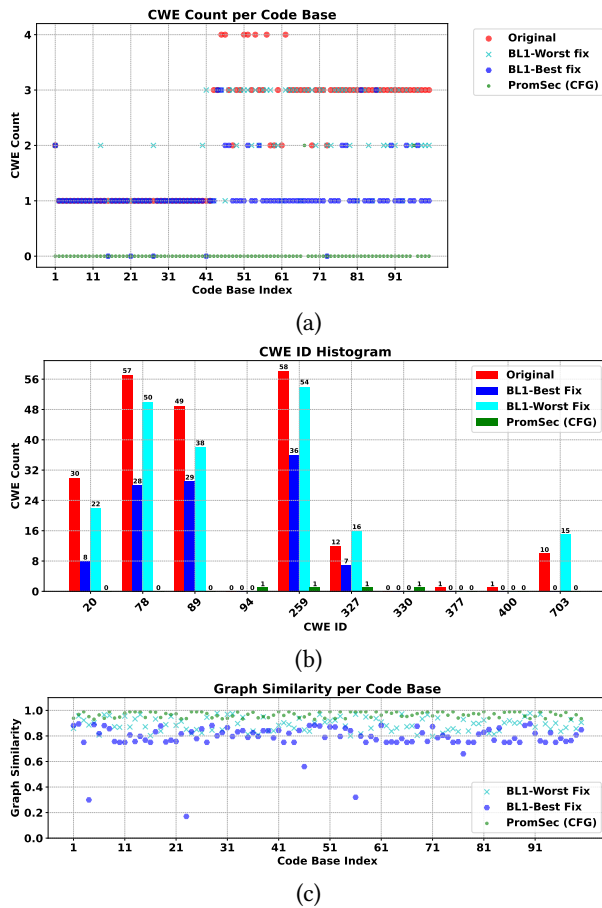 CWE Count per Code Base
4
3
2
1
0
CWE Count
1 11 21 31 41 51 61 71 81 91
Code Base Index
Original
BL1-Worst fix
BL1-Best fix
PromSec (CFG)
(a)
CWE ID Histogram
56
48
40
32
24
16
8
0
CWE Count
30 8 22 0
57 28 50 0
49 29 38 0
0 0 0 1
58 36 54 1
12 7 16 1
0 0 0 1
1 0 0 0
1 0 0 0
10 0 15 0
20 78 89 94 259 327 330 377 400 703
CWE ID
Original
BL1-Best Fix
BL1-Worst Fix
PromSec (CFG)
(b)
Graph Similarity per Code Base
1.0
0.8
0.6
0.4
0.2
0.0
Graph Similarity
1 11 21 31 41 51 61 71 81 91
Code Base Index
BL1-Worst Fix
BL1-Best Fix
PromSec (CFG)
(c)